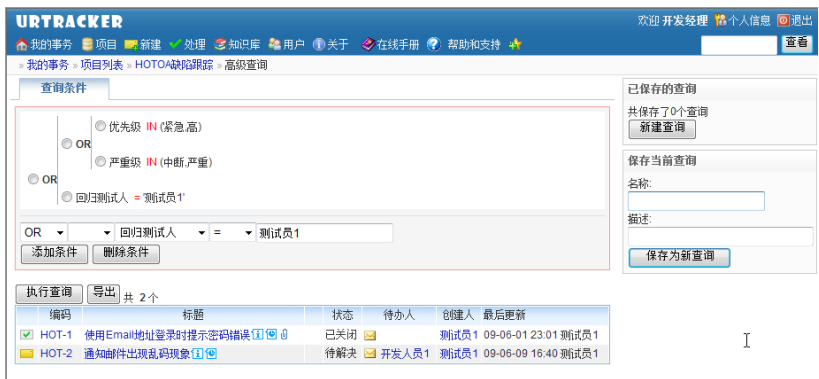 URTRACKER
欢迎 开发经理 个人信息 退出
我的事务 项目 新建 处理 知识库 用户 关于 在线手册 帮助和支持 查看
» 我的事务 » 项目列表 » HOTOA缺陷跟踪 » 高级查询
查询条件
优先级 IN (紧急,高)
OR
严重级 IN (中断,严重)
OR
回归测试人 = '测试员1'
OR 回归测试人 = 测试员1
添加条件 删除条件
已保存的查询
共保存了0个查询
新建查询
保存当前查询
名称:
描述:
保存为新查询
执行查询 导出 共 2个
编码 标题 状态 待办人 创建人 最后更新
HOT-1 使用Email地址登录时提示密码错误 已关闭 测试员1 09-06-01 23:01 测试员1
HOT-2 通知邮件出现乱码现象 待解决 开发人员1 测试员1 09-06-09 16:40 测试员1